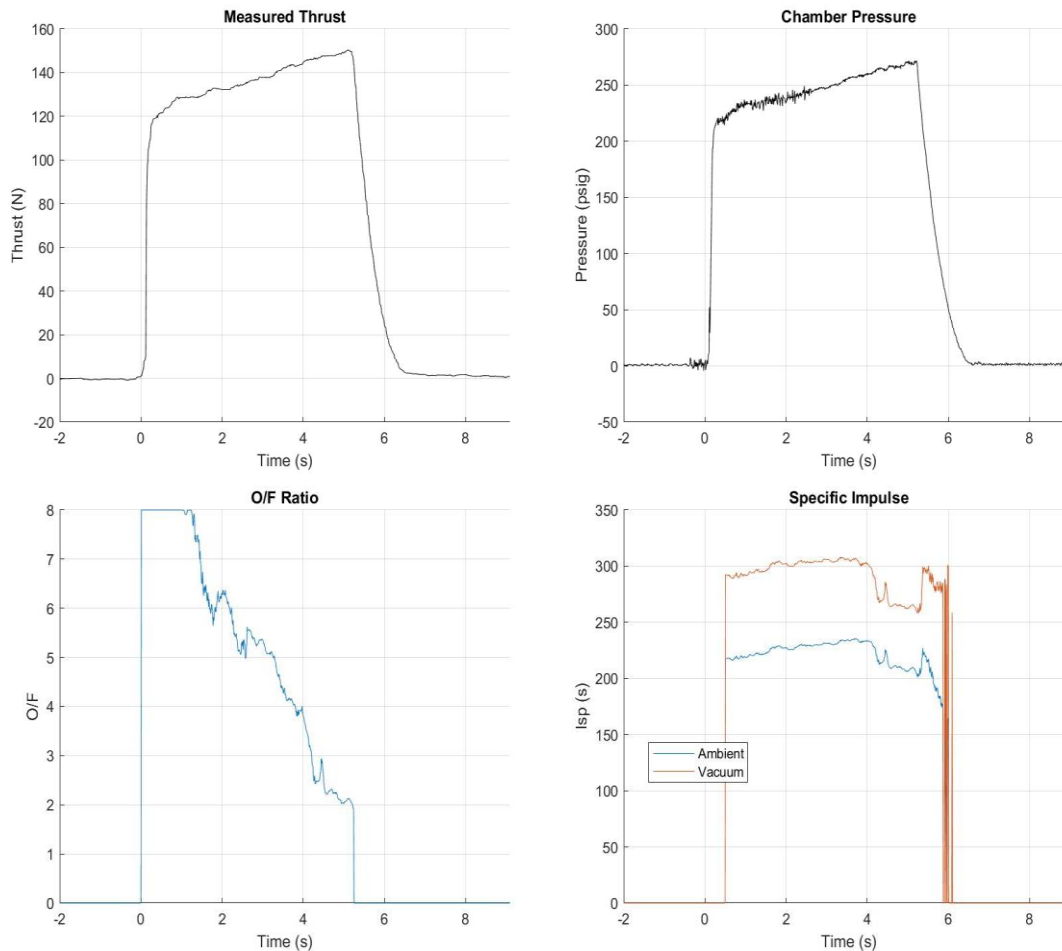 Measured Thrust
160
140
120
100
80
60
40
20
0
-20
Thrust (N)
-2 0 2 4 6 8
Time (s)
Chamber Pressure
300
250
200
150
100
50
0
-50
Pressure (psig)
-2 0 2 4 6 8
Time (s)
O/F Ratio
8
7
6
5
4
3
2
1
0
O/F
-2 0 2 4 6 8
Time (s)
Specific Impulse
350
300
250
200
150
100
50
0
Isp (s)
Ambient
Vacuum
-2 0 2 4 6 8
Time (s)